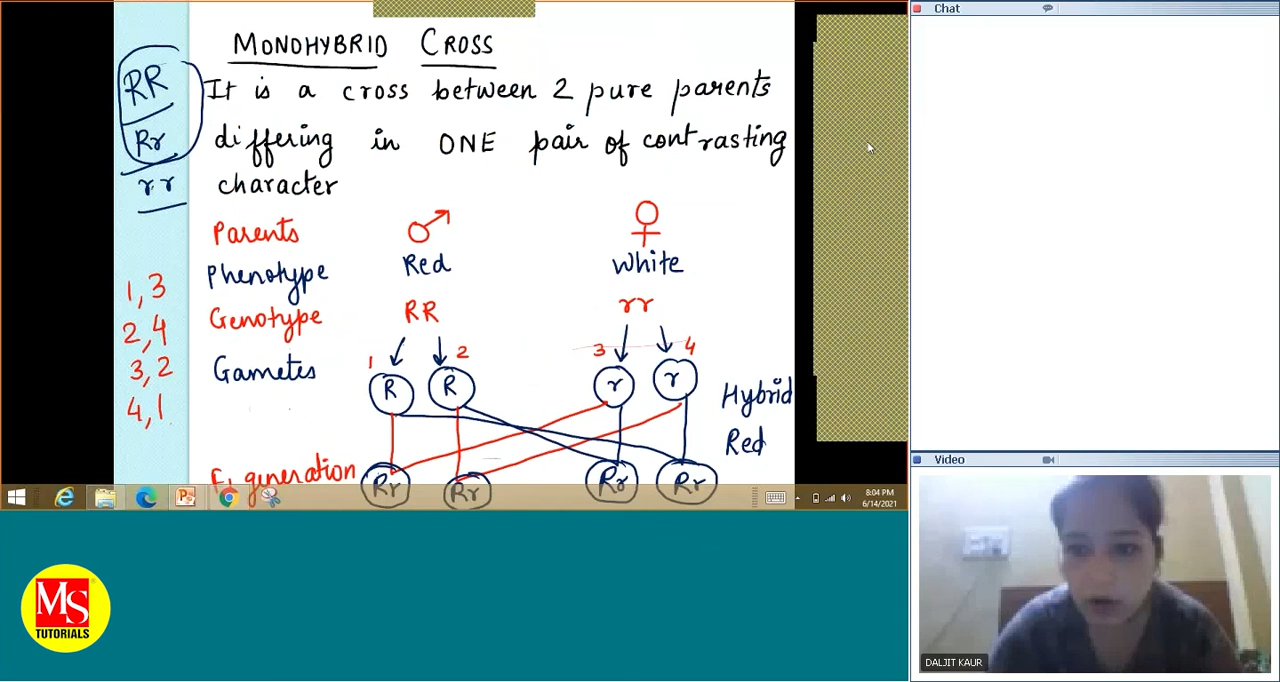 MONOHYBRID CROSS
RR
Rr
rr
It is a cross between 2 pure parents
differing in ONE pair of contrasting
character
Parents ♂ ♀
Phenotype Red White
Genotype RR rr
1 2 3 4
Gametes R R r r
Hybrid
Red
F1 generation Rr Rr Rr Rr
1,3
2,4
3,2
4,1
8:04 PM
6/14/2021
MS
TUTORIALS
Chat
Video
DALJIT KAUR